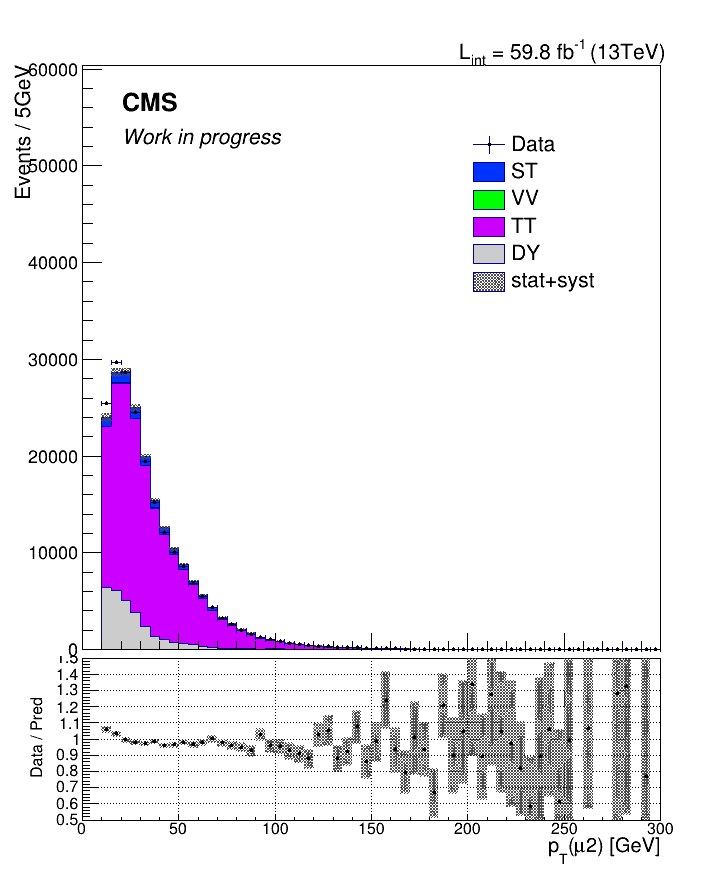 L_int = 59.8 fb^-1 (13TeV)
Events / 5GeV
60000
50000
40000
30000
20000
10000
0
CMS
Work in progress
Data
ST
VV
TT
DY
stat+syst
Data / Pred
1.5
1.4
1.3
1.2
1.1
1
0.9
0.8
0.7
0.6
0.5
0 50 100 150 200 250 300
p_T(μ2) [GeV]